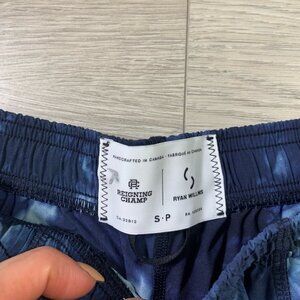 HANDCRAFTED IN CANADA · FABRIQUÉ AU CANADA
REIGNING
CHAMP
RYAN WILLMS
S · P